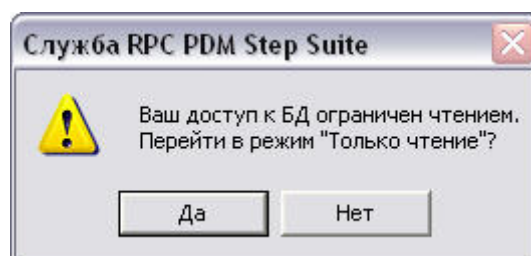 Служба RPC PDM Step Suite
Ваш доступ к БД ограничен чтением.
Перейти в режим "Только чтение"?
Да
Нет